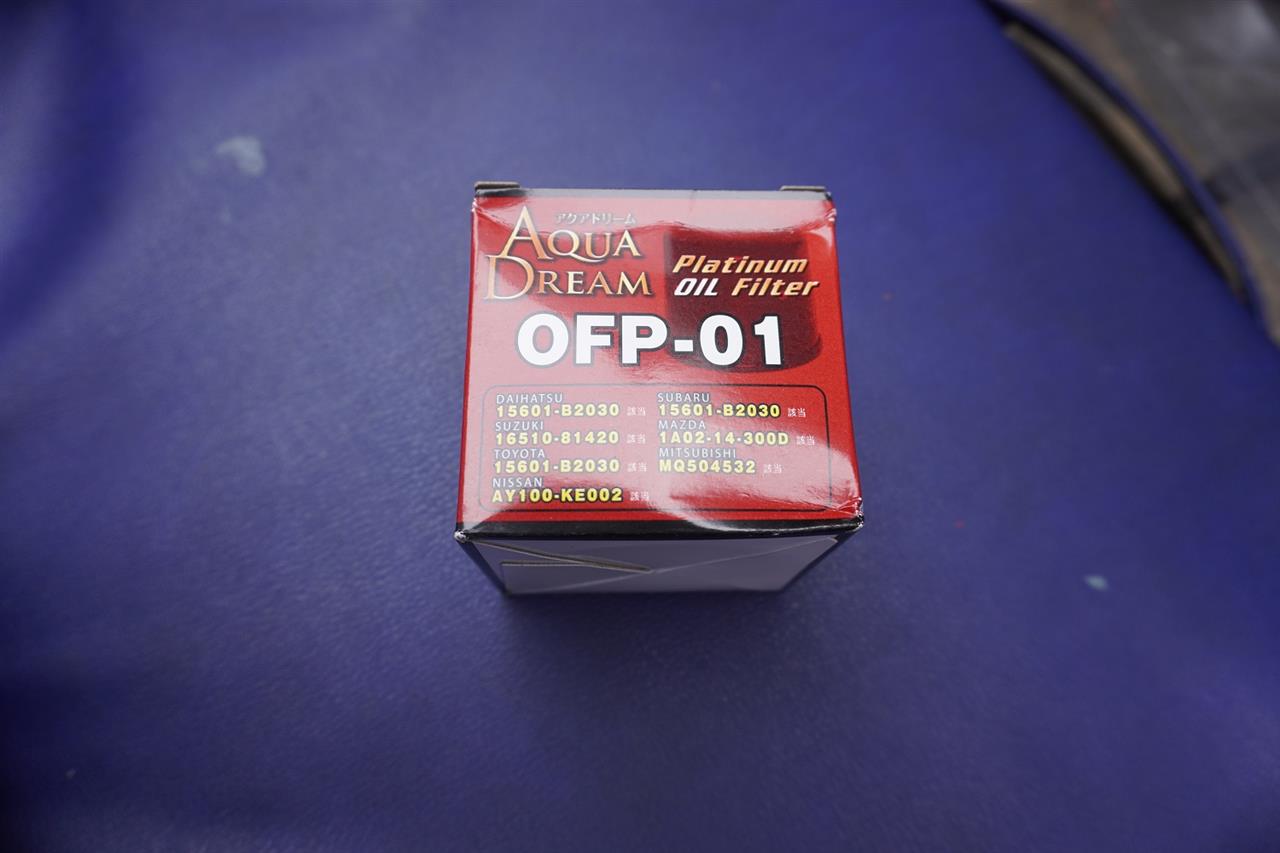 アクアドリーム
AQUA
DREAM
Platinum
OIL Filter
OFP-01
DAIHATSU
15601-B2030 該当
SUZUKI
16510-81420 該当
TOYOTA
15601-B2030 該当
NISSAN
AY100-KE002 該当
SUBARU
15601-B2030 該当
MAZDA
1A02-14-300D 該当
MITSUBISHI
MQ504532 該当